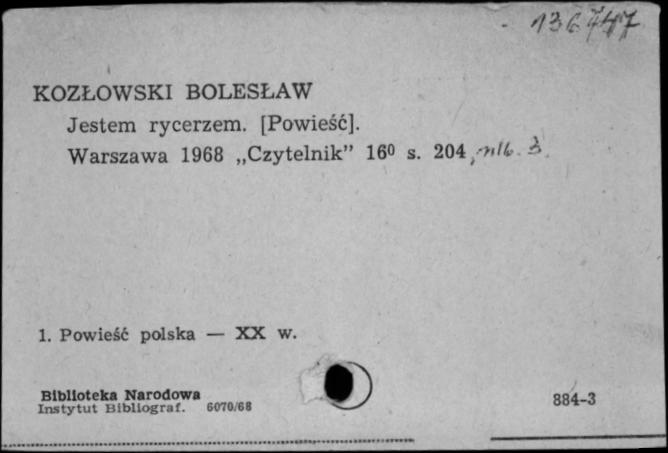 136747
KOZŁOWSKI BOLESŁAW
Jestem rycerzem. [Powieść].
Warszawa 1968 „Czytelnik” 16⁰ s. 204, nlb. 3.
1. Powieść polska — XX w.
Biblioteka Narodowa
Instytut Bibliograf. 6070/68
884-3